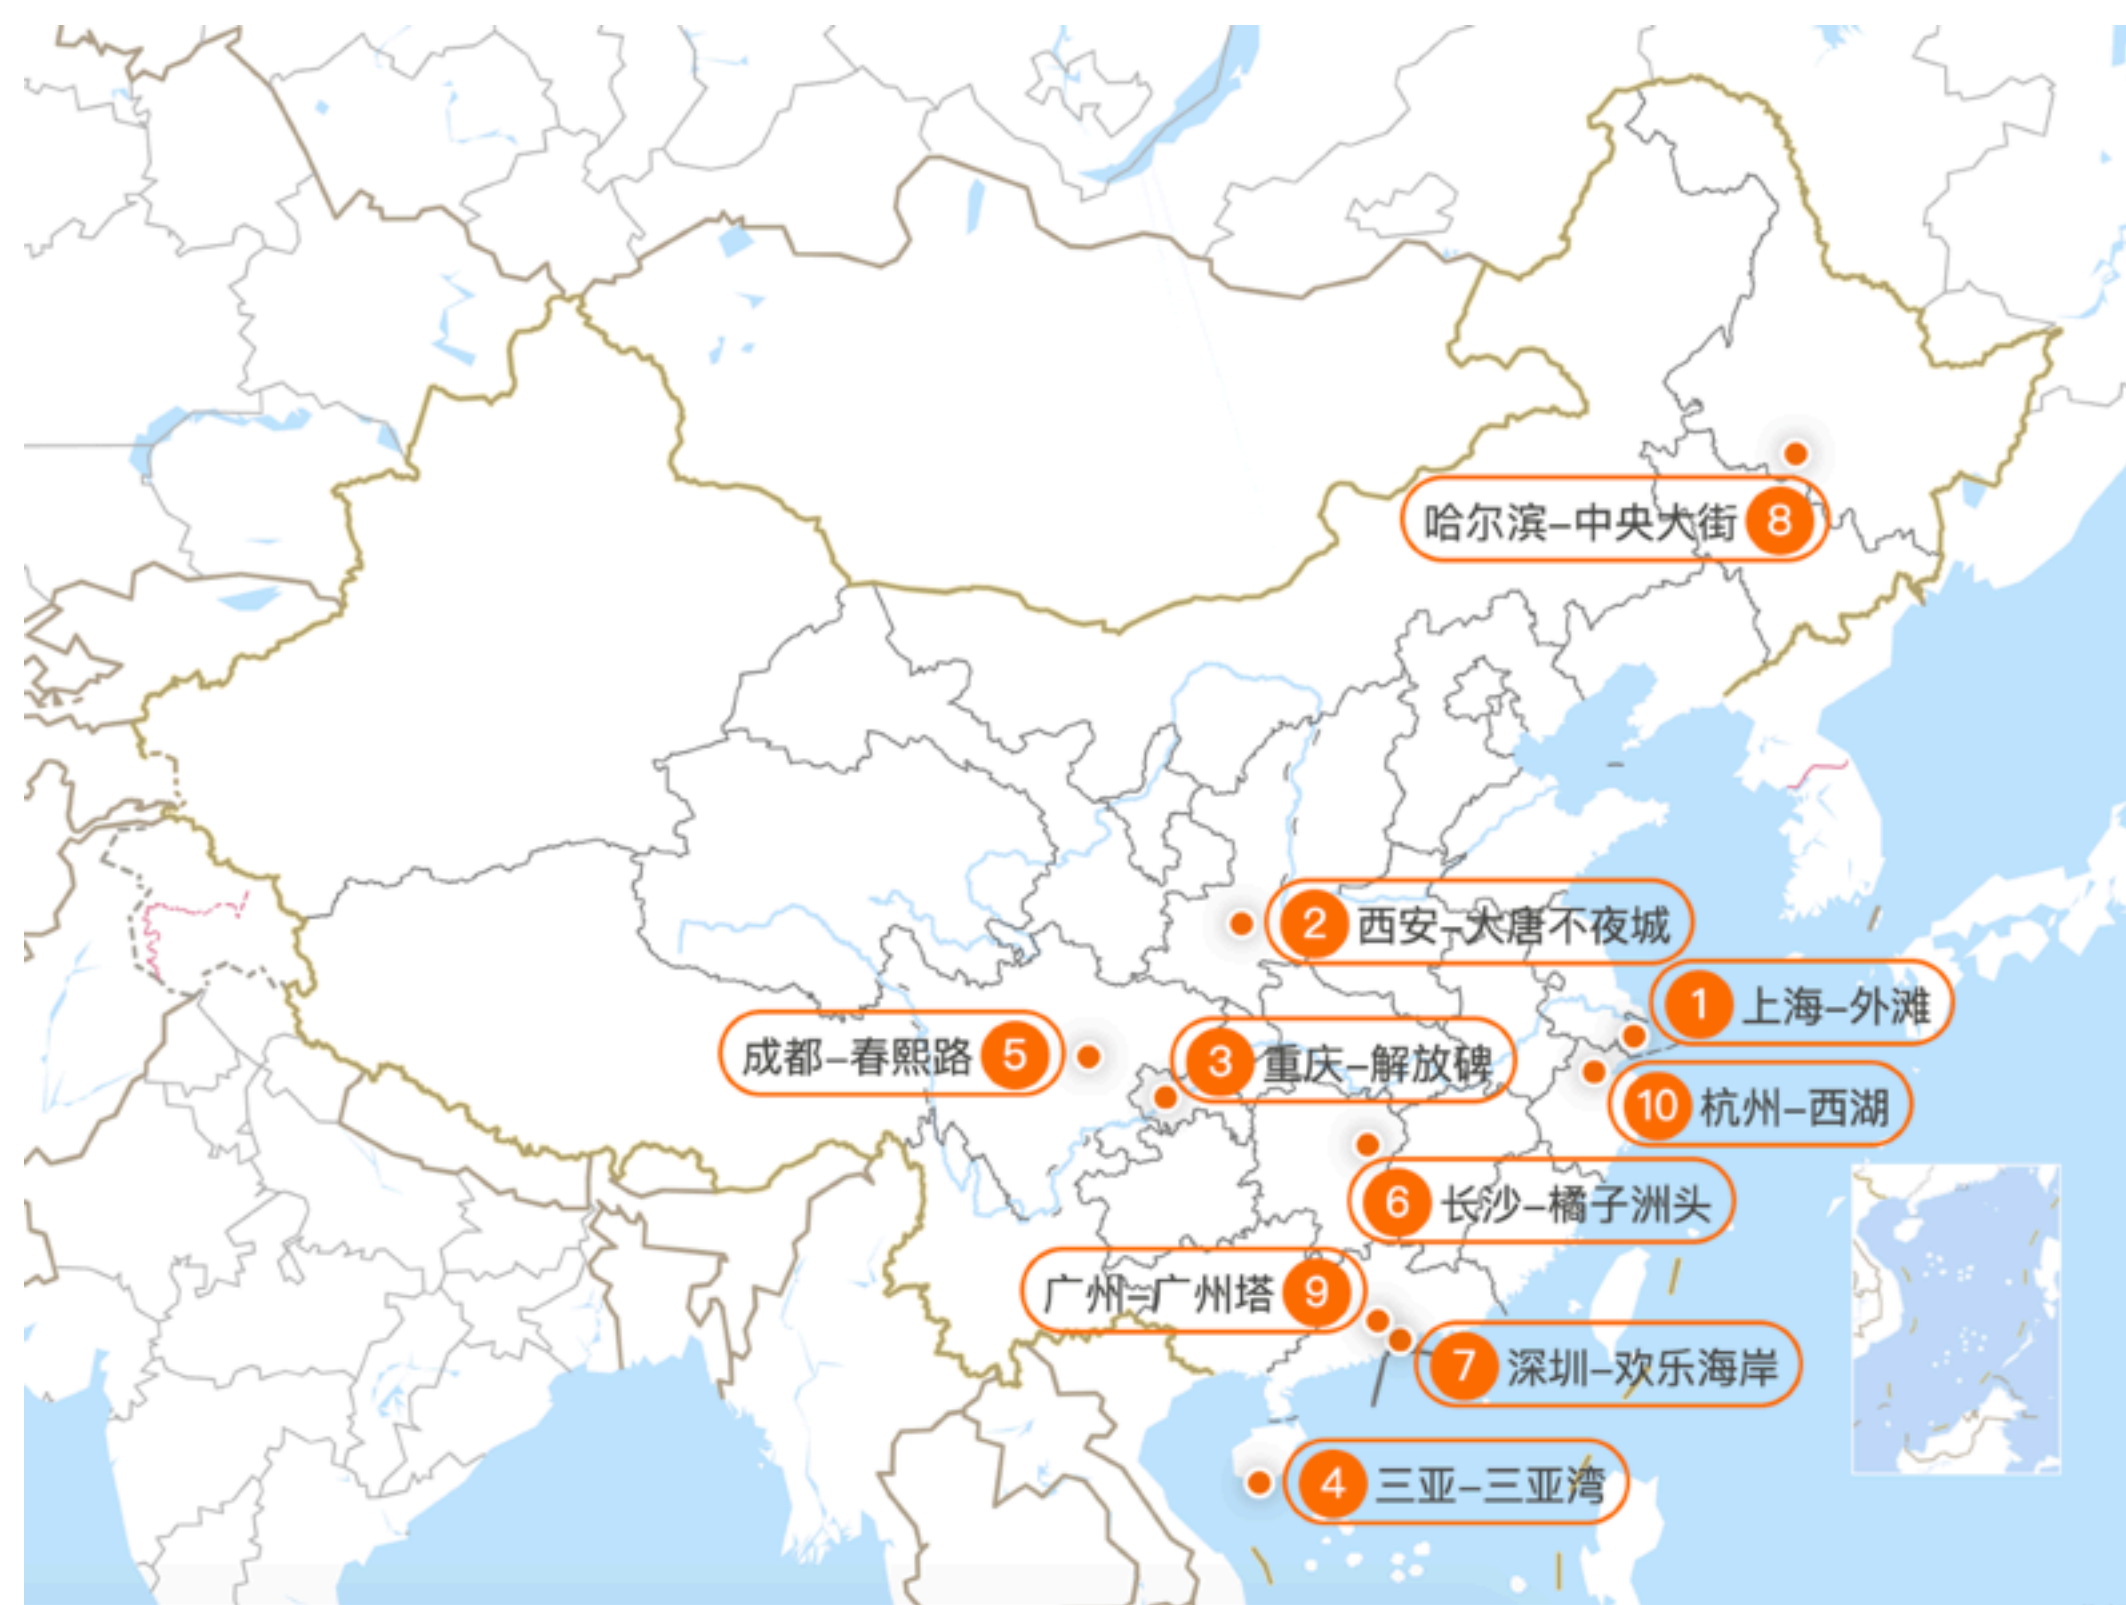 哈尔滨-中央大街 8
2 西安-大唐不夜城
1 上海-外滩
成都-春熙路 5
3 重庆-解放碑
10 杭州-西湖
6 长沙-橘子洲头
广州-广州塔 9
7 深圳-欢乐海岸
4 三亚-三亚湾